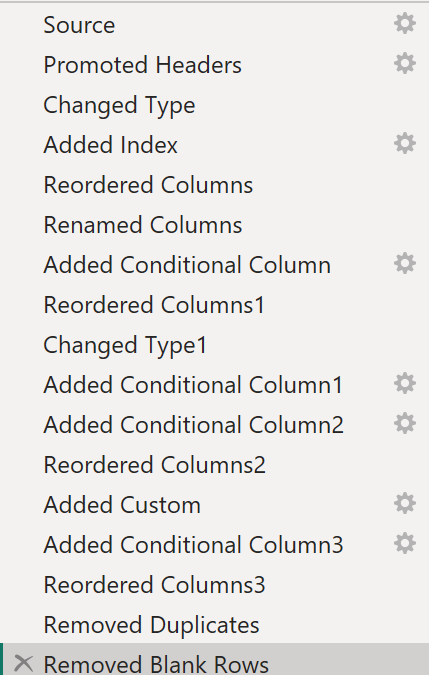 Source
Promoted Headers
Changed Type
Added Index
Reordered Columns
Renamed Columns
Added Conditional Column
Reordered Columns1
Changed Type1
Added Conditional Column1
Added Conditional Column2
Reordered Columns2
Added Custom
Added Conditional Column3
Reordered Columns3
Removed Duplicates
Removed Blank Rows